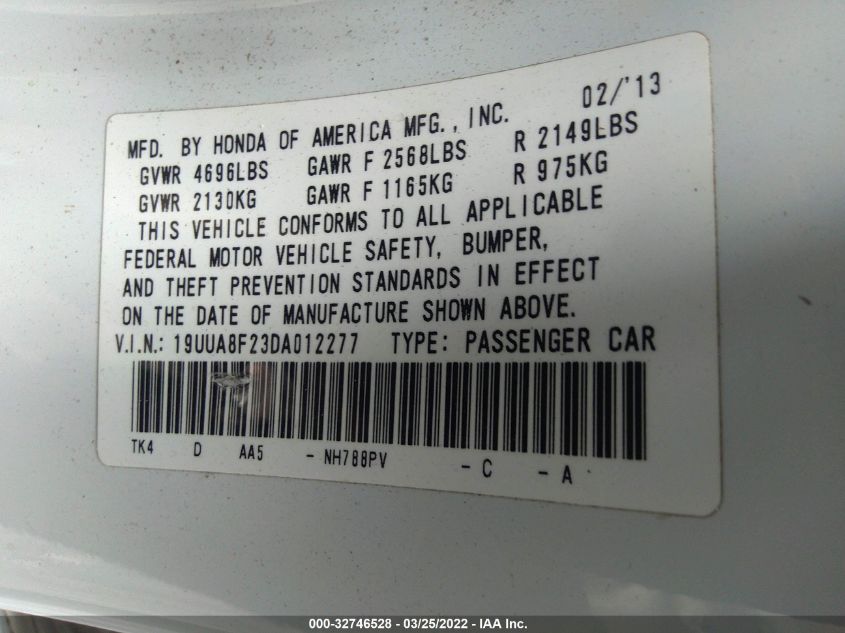 02/'13
MFD. BY HONDA OF AMERICA MFG., INC.
GVWR 4696LBS GAWR F 2568LBS R 2149LBS
GVWR 2130KG GAWR F 1165KG R 975KG
THIS VEHICLE CONFORMS TO ALL APPLICABLE
FEDERAL MOTOR VEHICLE SAFETY, BUMPER,
AND THEFT PREVENTION STANDARDS IN EFFECT
ON THE DATE OF MANUFACTURE SHOWN ABOVE.
V.I.N.: 19UUA8F23DA012277 TYPE: PASSENGER CAR
TK4 D AA5 - NH788PV - C - A
000-32746528 - 03/25/2022 - IAA Inc.